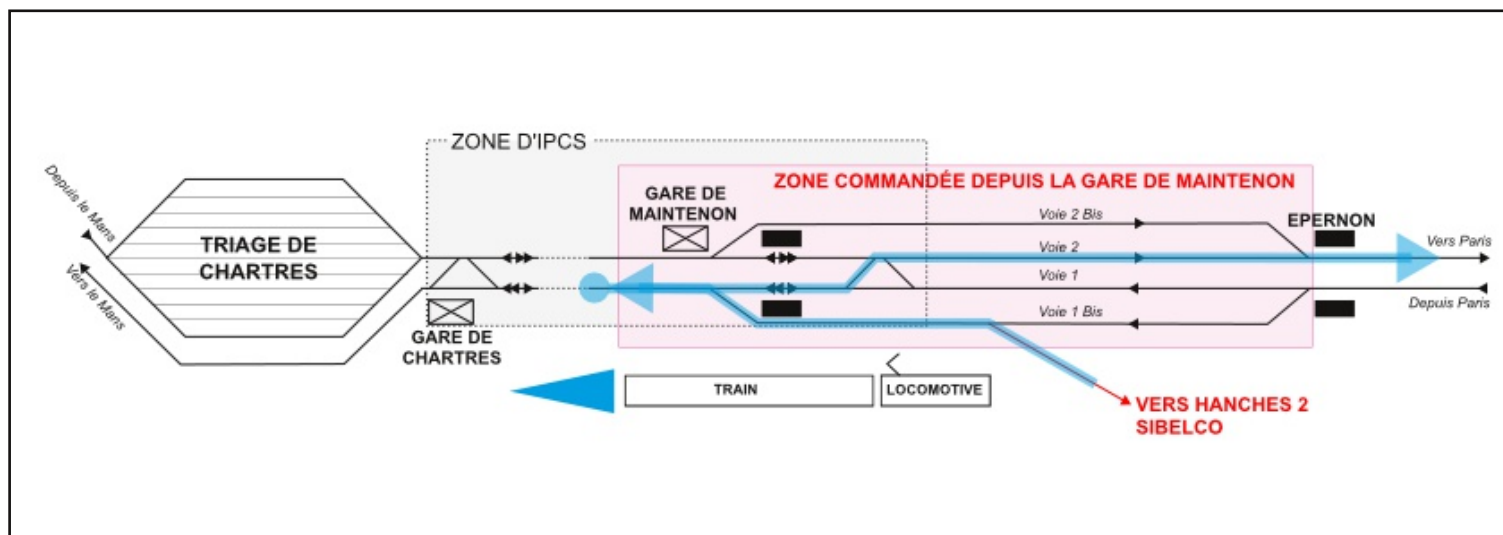 ZONE D'IPCS
ZONE COMMANDÉE DEPUIS LA GARE DE MAINTENON
Depuis le Mans
Vers le Mans
TRIAGE DE
CHARTRES
GARE DE
MAINTENON
GARE DE
CHARTRES
Voie 2 Bis
Voie 2
Voie 1
Voie 1 Bis
EPERNON
Vers Paris
Depuis Paris
TRAIN
LOCOMOTIVE
VERS HANCHES 2
SIBELCO